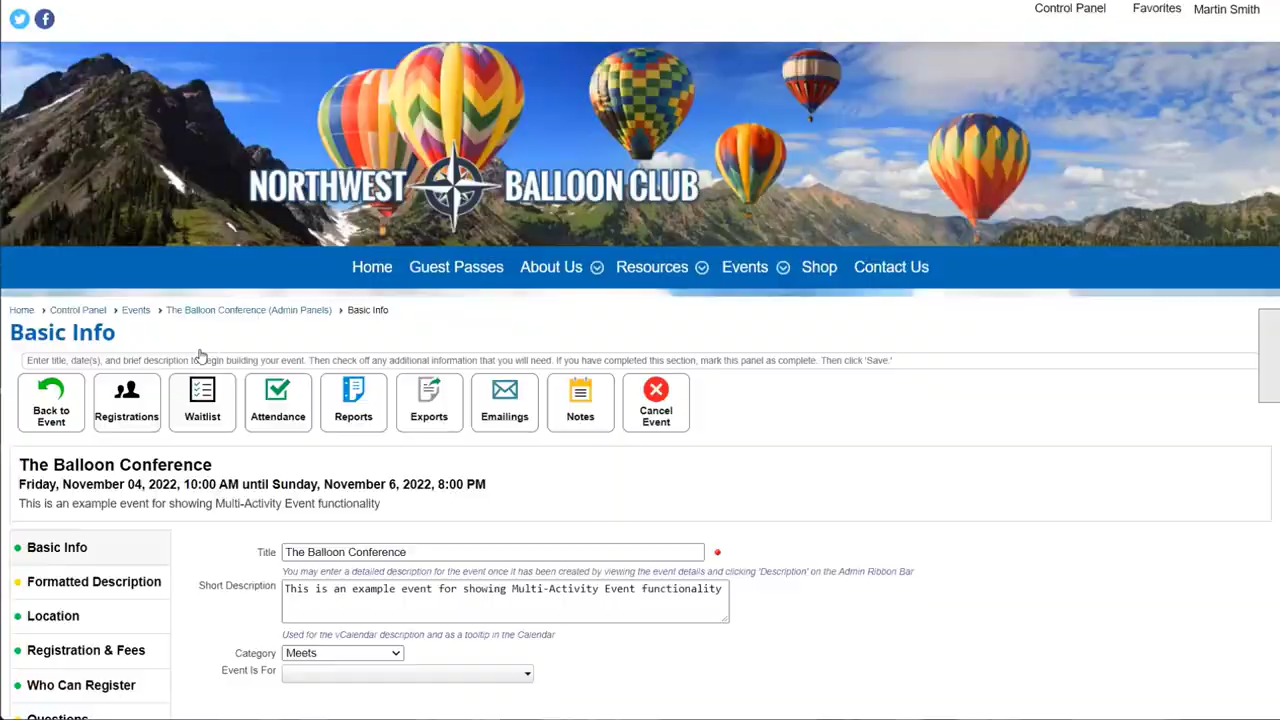 Control Panel Favorites Martin Smith
NORTHWEST BALLOON CLUB
Home Guest Passes About Us Resources Events Shop Contact Us
Home › Control Panel › Events › The Balloon Conference (Admin Panels) › Basic Info
Basic Info
Enter title, date(s), and brief description to begin building your event. Then check off any additional information that you will need. If you have completed this section, mark this panel as complete. Then click 'Save.'
Back to Event
Registrations
Waitlist
Attendance
Reports
Exports
Emailings
Notes
Cancel Event
The Balloon Conference
Friday, November 04, 2022, 10:00 AM until Sunday, November 6, 2022, 8:00 PM
This is an example event for showing Multi-Activity Event functionality
Basic Info
Formatted Description
Location
Registration & Fees
Who Can Register
Questions
Title The Balloon Conference
You may enter a detailed description for the event once it has been created by viewing the event details and clicking 'Description' on the Admin Ribbon Bar
Short Description This is an example event for showing Multi-Activity Event functionality
Used for the vCalendar description and as a tooltip in the Calendar
Category Meets
Event Is For